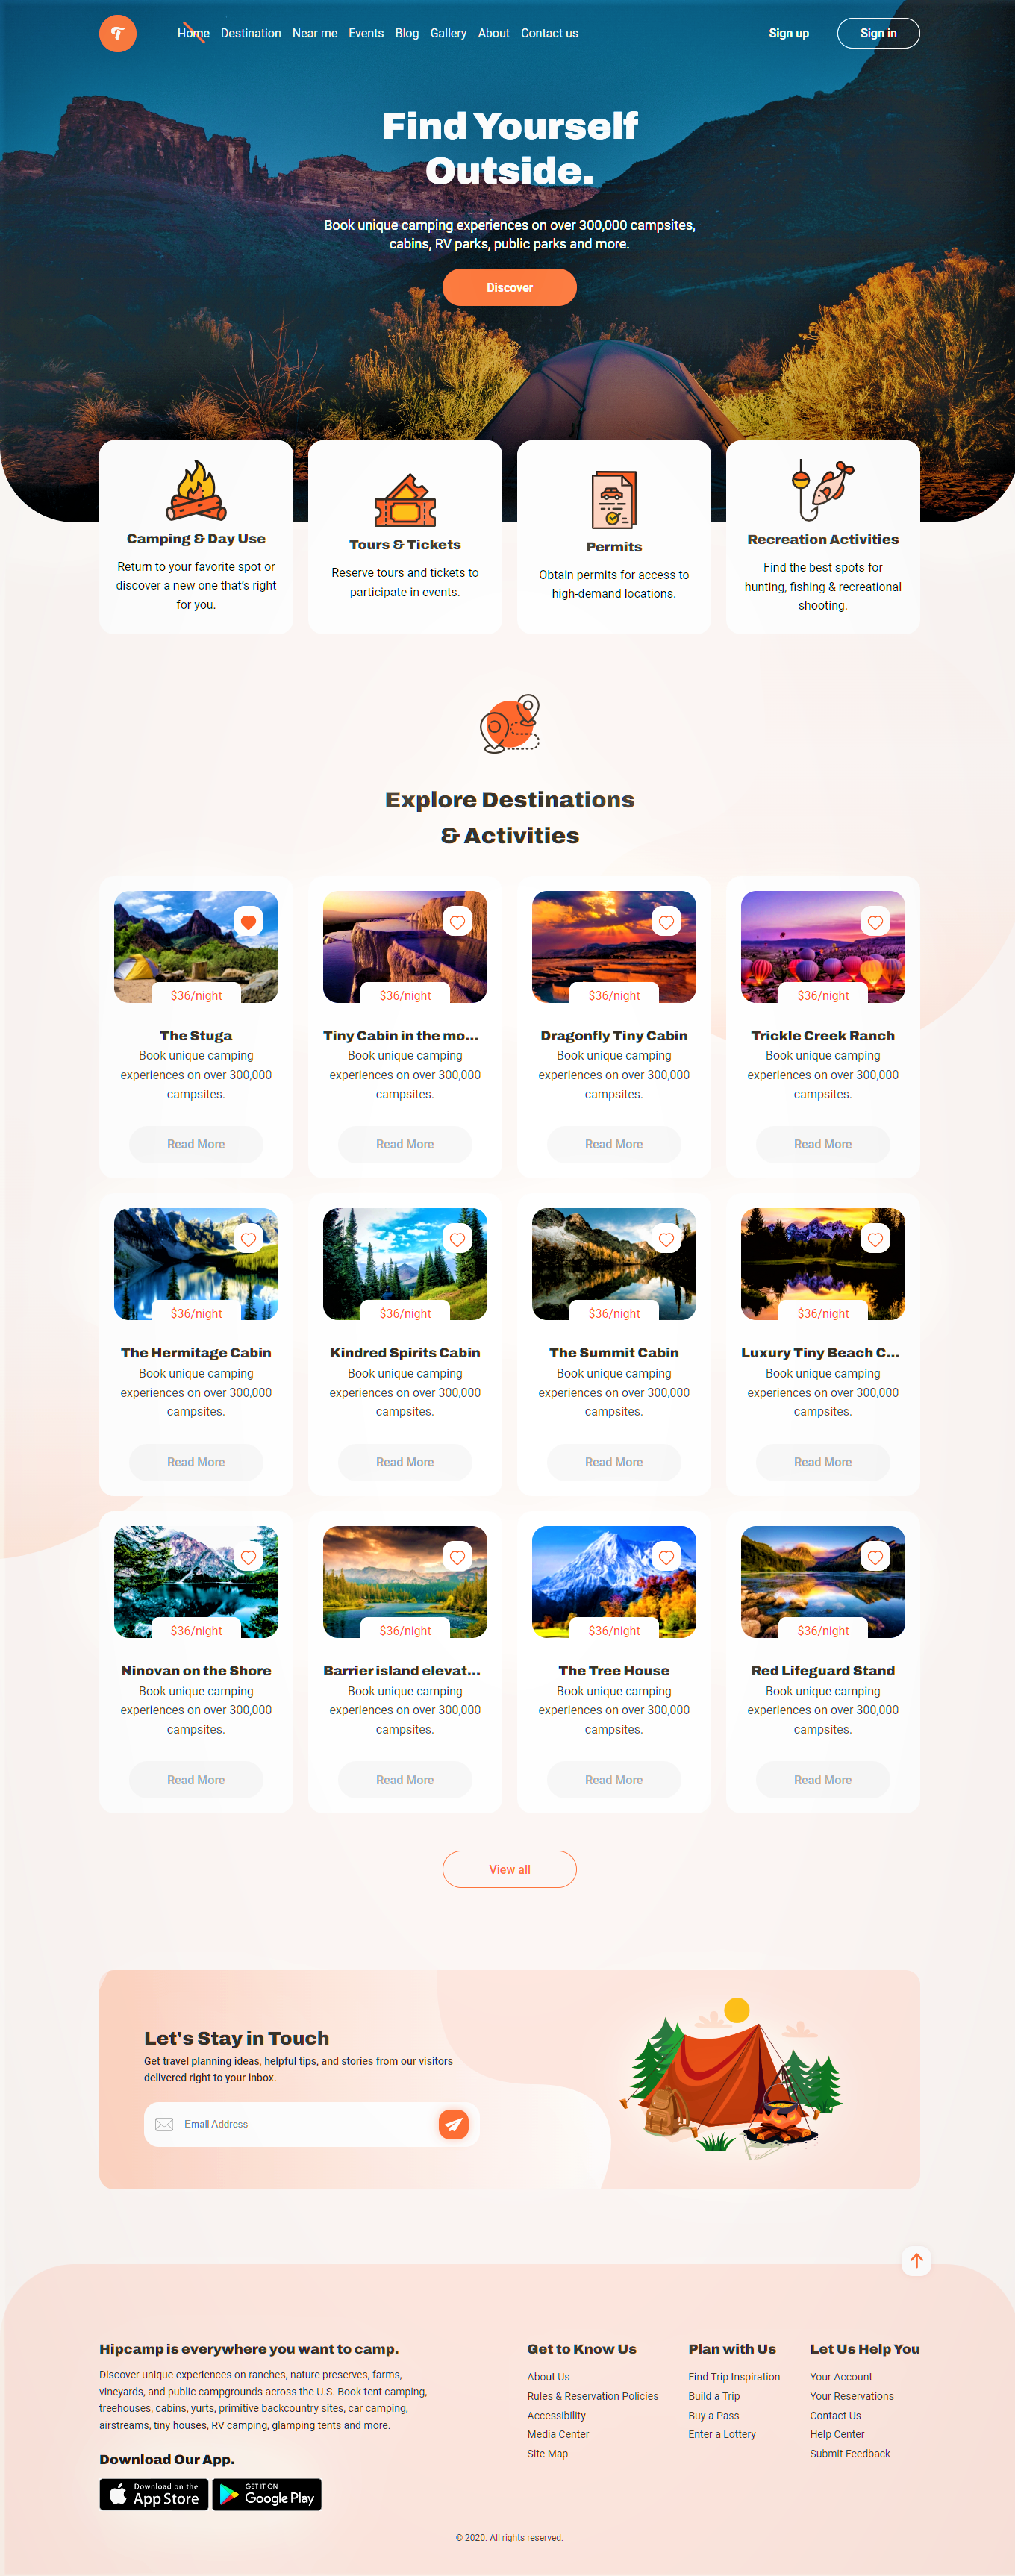 Home Destination Near me Events Blog Gallery About Contact us Sign up Sign in
Find Yourself
Outside.
Book unique camping experiences on over 300,000 campsites,
cabins, RV parks, public parks and more.
Discover
Camping & Day Use
Return to your favorite spot or
discover a new one that's right
for you.
Tours & Tickets
Reserve tours and tickets to
participate in events.
Permits
Obtain permits for access to
high-demand locations.
Recreation Activities
Find the best spots for
hunting, fishing & recreational
shooting.
Explore Destinations
& Activities
$36/night
The Stuga
Book unique camping
experiences on over 300,000
campsites.
Read More
$36/night
Tiny Cabin in the mo...
Book unique camping
experiences on over 300,000
campsites.
Read More
$36/night
Dragonfly Tiny Cabin
Book unique camping
experiences on over 300,000
campsites.
Read More
$36/night
Trickle Creek Ranch
Book unique camping
experiences on over 300,000
campsites.
Read More
$36/night
The Hermitage Cabin
Book unique camping
experiences on over 300,000
campsites.
Read More
$36/night
Kindred Spirits Cabin
Book unique camping
experiences on over 300,000
campsites.
Read More
$36/night
The Summit Cabin
Book unique camping
experiences on over 300,000
campsites.
Read More
$36/night
Luxury Tiny Beach C...
Book unique camping
experiences on over 300,000
campsites.
Read More
$36/night
Ninovan on the Shore
Book unique camping
experiences on over 300,000
campsites.
Read More
$36/night
Barrier island elevat...
Book unique camping
experiences on over 300,000
campsites.
Read More
$36/night
The Tree House
Book unique camping
experiences on over 300,000
campsites.
Read More
$36/night
Red Lifeguard Stand
Book unique camping
experiences on over 300,000
campsites.
Read More
View all
Let's Stay in Touch
Get travel planning ideas, helpful tips, and stories from our visitors
delivered right to your inbox.
Email Address
Hipcamp is everywhere you want to camp.
Discover unique experiences on ranches, nature preserves, farms,
vineyards, and public campgrounds across the U.S. Book tent camping,
treehouses, cabins, yurts, primitive backcountry sites, car camping,
airstreams, tiny houses, RV camping, glamping tents and more.
Download Our App.
Download on the
App Store
GET IT ON
Google Play
Get to Know Us
About Us
Rules & Reservation Policies
Accessibility
Media Center
Site Map
Plan with Us
Find Trip Inspiration
Build a Trip
Buy a Pass
Enter a Lottery
Let Us Help You
Your Account
Your Reservations
Contact Us
Help Center
Submit Feedback
© 2020. All rights reserved.